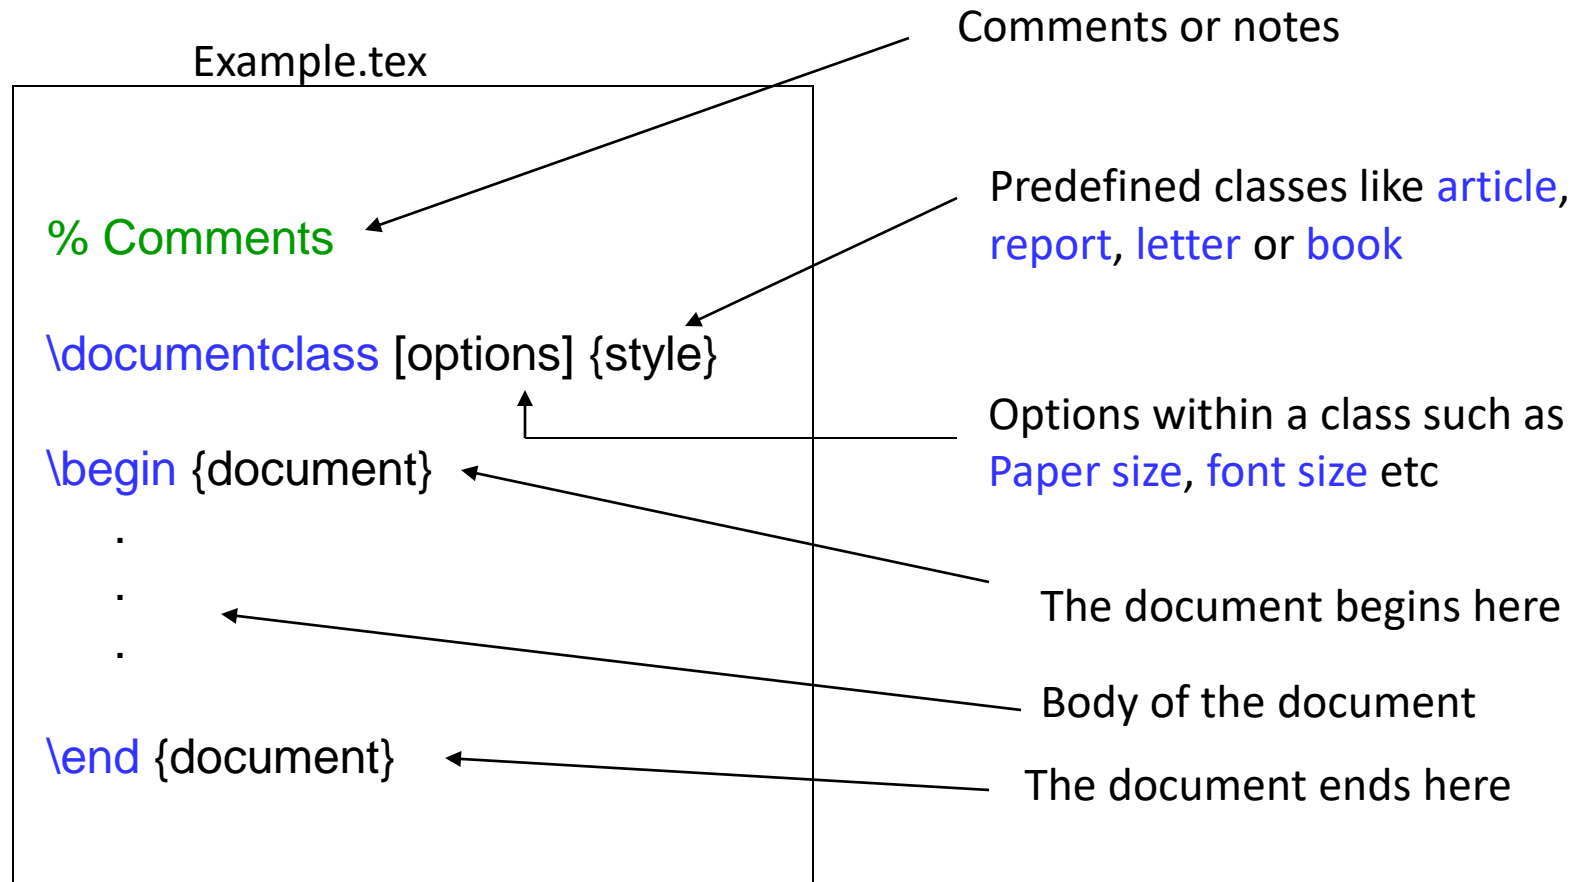 Example.tex
% Comments
\documentclass [options] {style}
\begin {document}
.
.
.
\end {document}
Comments or notes
Predefined classes like article,
report, letter or book
Options within a class such as
Paper size, font size etc
The document begins here
Body of the document
The document ends here